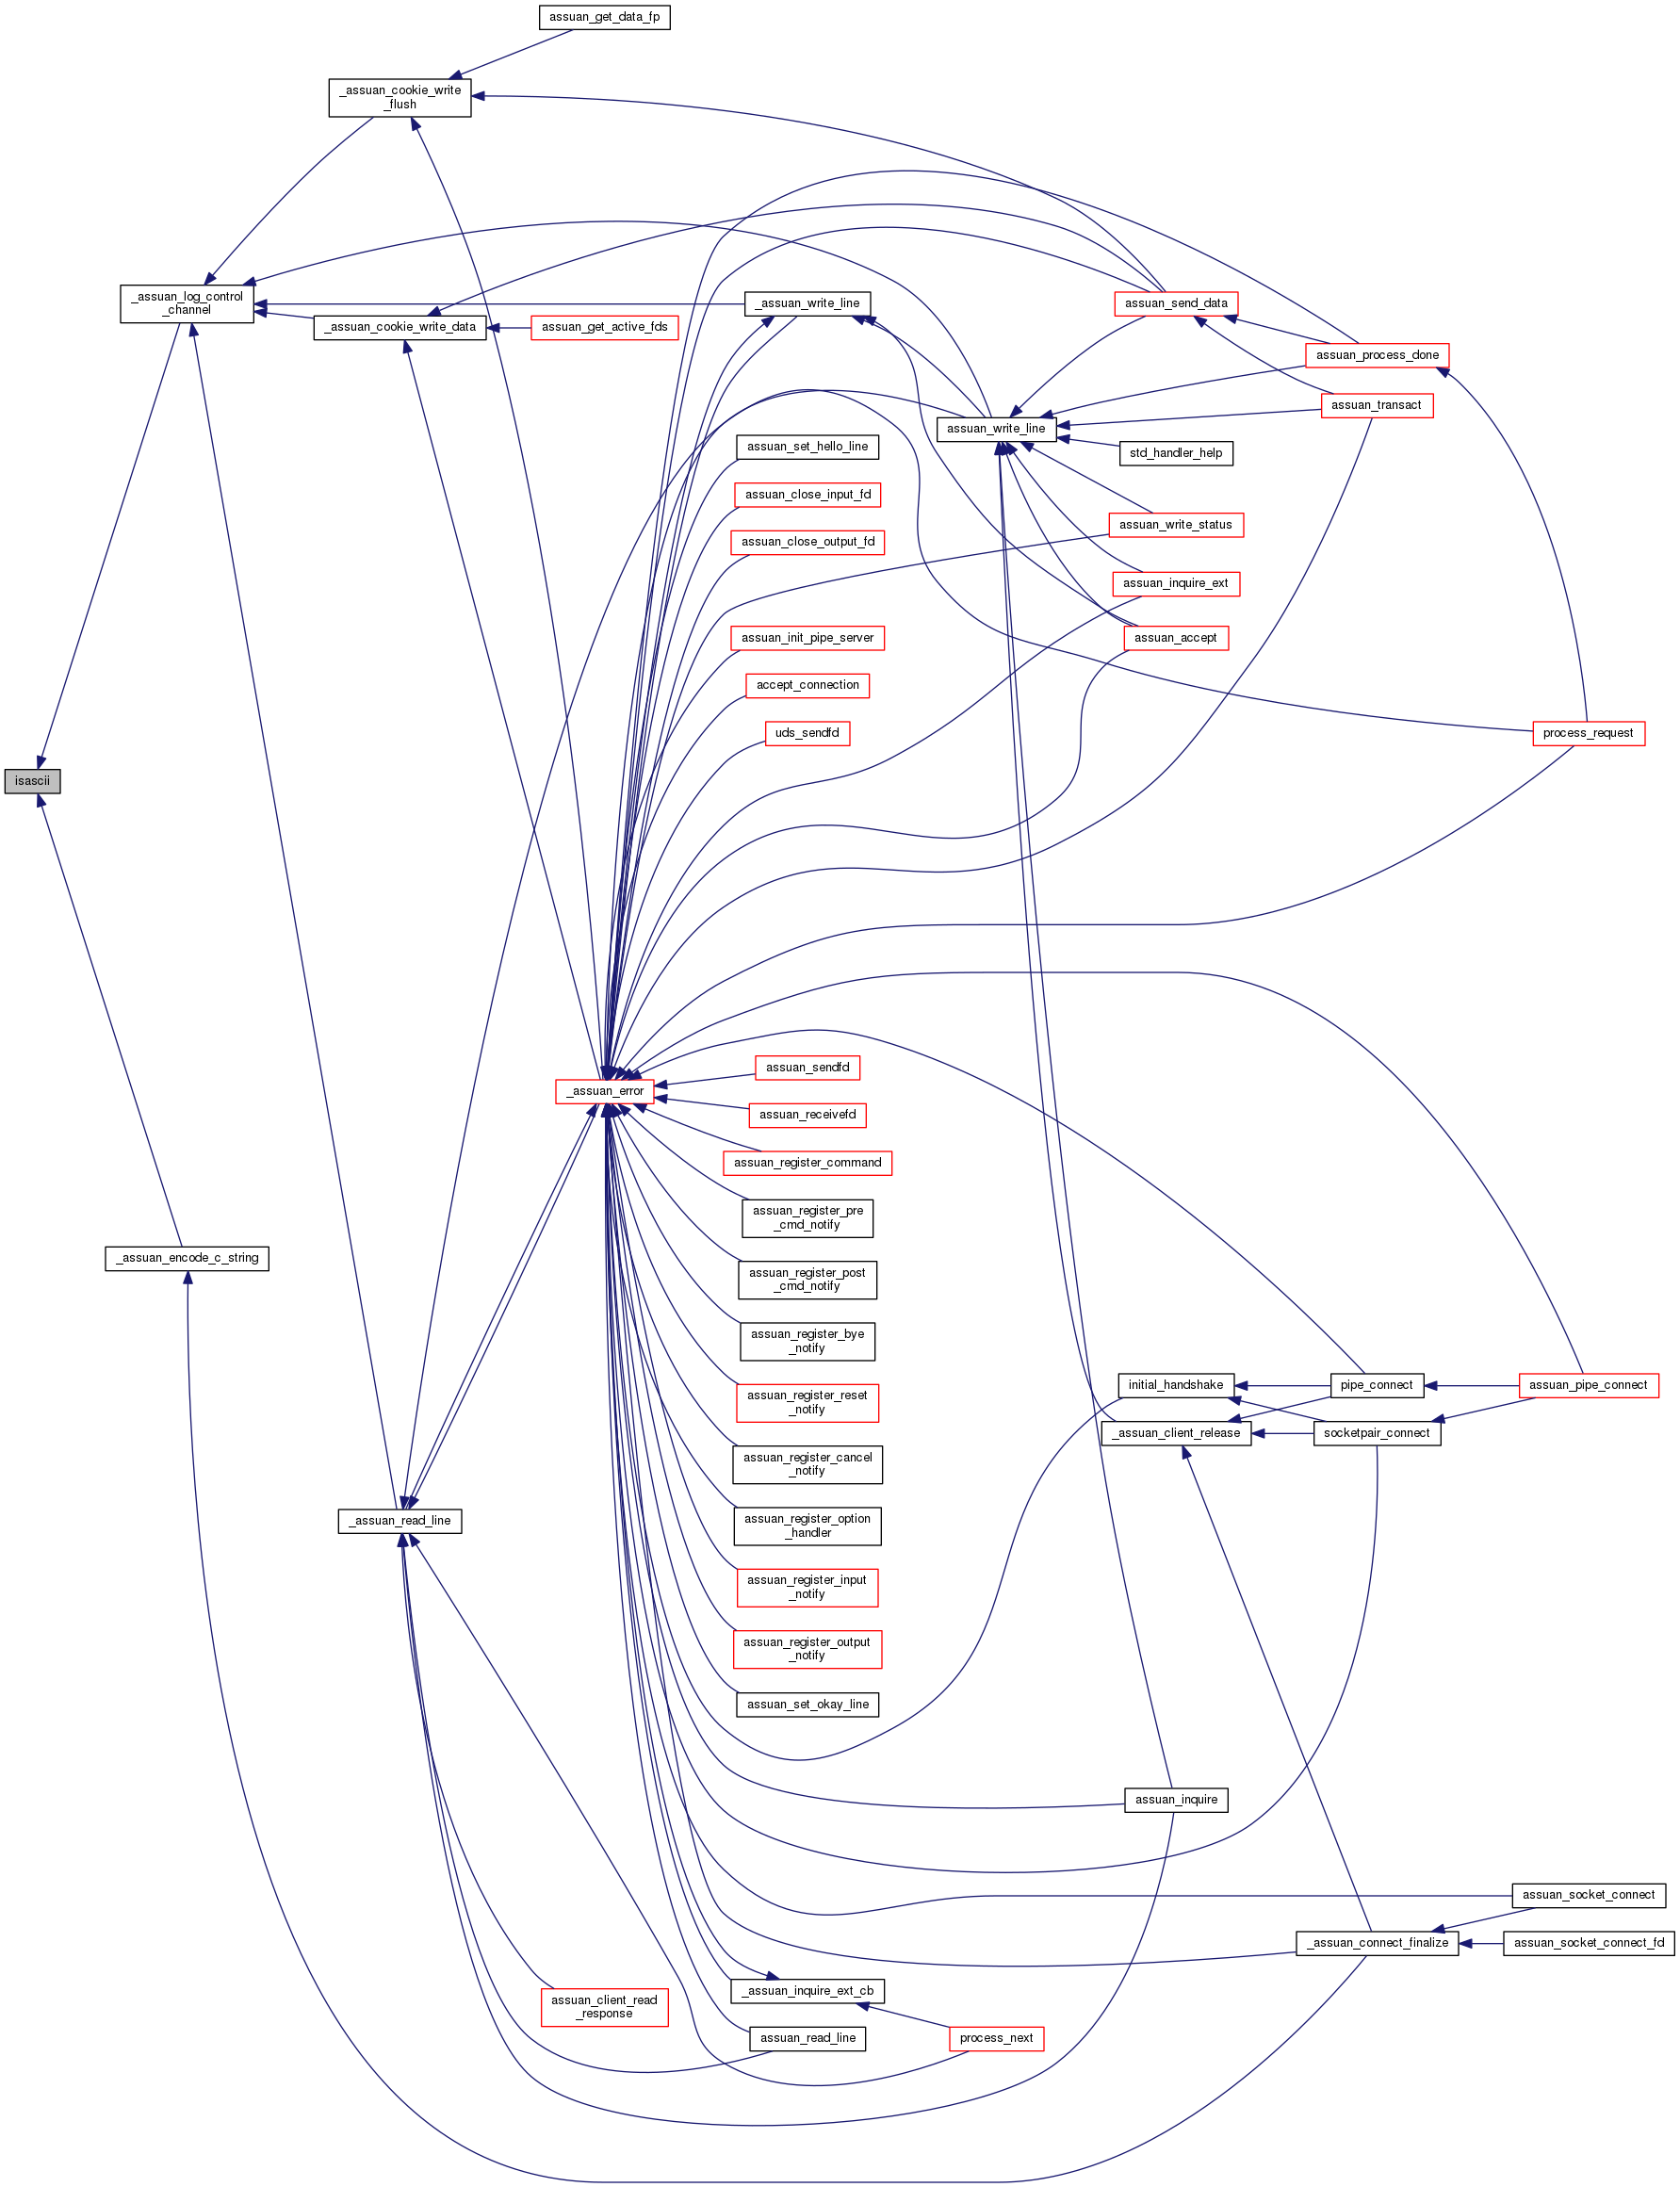 assuan_get_data_fp
_assuan_cookie_write
_flush
_assuan_log_control
_channel
_assuan_cookie_write_data
assuan_get_active_fds
_assuan_write_line
assuan_send_data
assuan_process_done
assuan_transact
assuan_write_line
std_handler_help
assuan_set_hello_line
assuan_close_input_fd
assuan_close_output_fd
assuan_write_status
assuan_inquire_ext
assuan_init_pipe_server
assuan_accept
accept_connection
uds_sendfd
process_request
isascii
assuan_sendfd
_assuan_error
assuan_receivefd
assuan_register_command
assuan_register_pre
_cmd_notify
_assuan_encode_c_string
assuan_register_post
_cmd_notify
assuan_register_bye
_notify
initial_handshake
pipe_connect
assuan_pipe_connect
assuan_register_reset
_notify
_assuan_client_release
socketpair_connect
assuan_register_cancel
_notify
_assuan_read_line
assuan_register_option
_handler
assuan_register_input
_notify
assuan_register_output
_notify
assuan_set_okay_line
assuan_inquire
assuan_socket_connect
_assuan_connect_finalize
assuan_socket_connect_fd
_assuan_inquire_ext_cb
assuan_client_read
_response
assuan_read_line
process_next